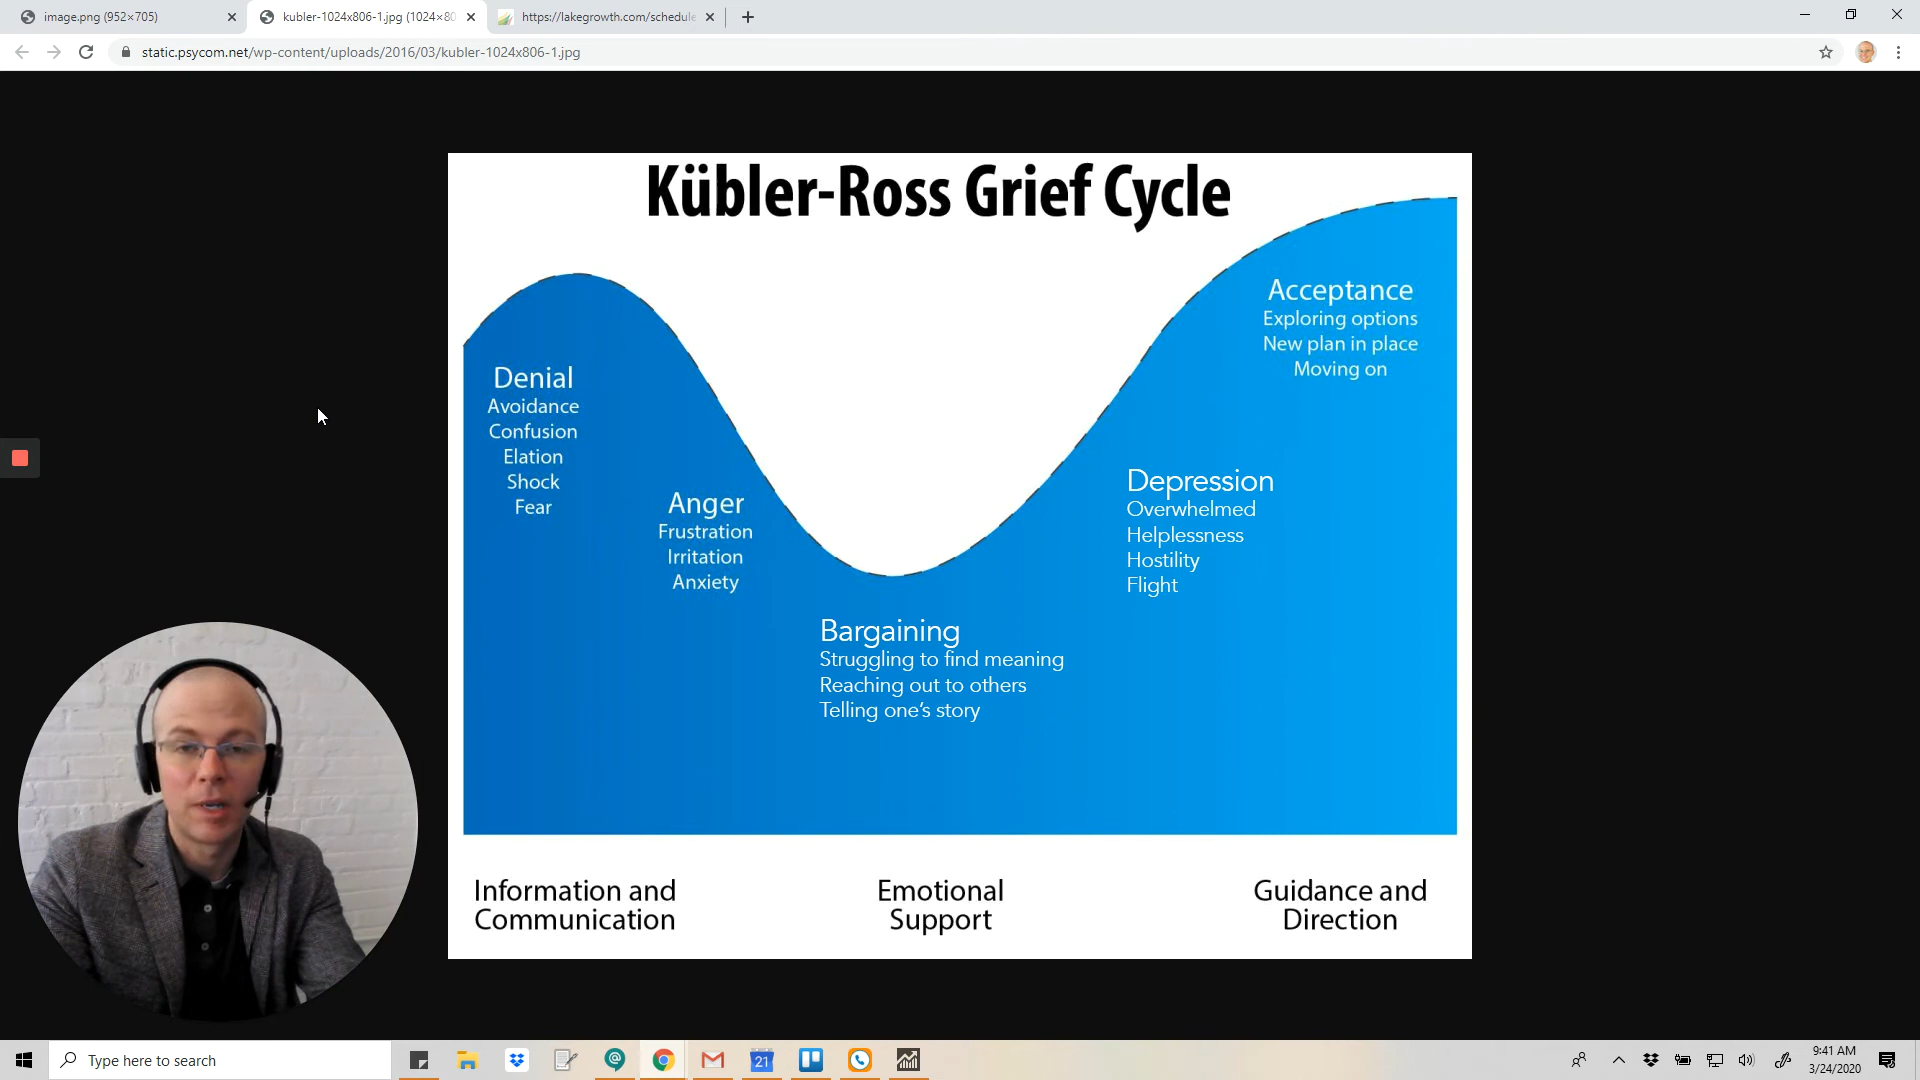 image.png (952×705)
kubler-1024x806-1.jpg (1024×80
https://lakegrowth.com/schedule
static.psycom.net/wp-content/uploads/2016/03/kubler-1024x806-1.jpg
Kübler-Ross Grief Cycle
Denial
Avoidance
Confusion
Elation
Shock
Fear
Anger
Frustration
Irritation
Anxiety
Bargaining
Struggling to find meaning
Reaching out to others
Telling one's story
Depression
Overwhelmed
Helplessness
Hostility
Flight
Acceptance
Exploring options
New plan in place
Moving on
Information and
Communication
Emotional
Support
Guidance and
Direction
Type here to search
21
9:41 AM
3/24/2020